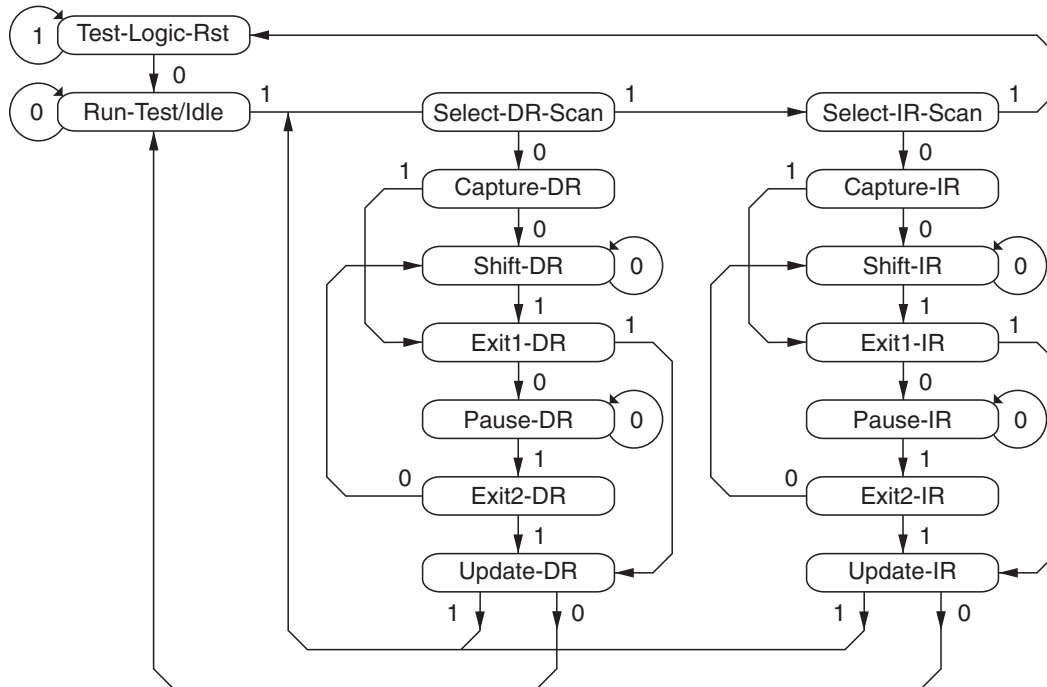 1
Test-Logic-Rst
0
0
Run-Test/Idle
1
Select-DR-Scan
1
Select-IR-Scan
1
0
0
1
Capture-DR
1
Capture-IR
0
0
Shift-DR
0
Shift-IR
0
1
1
Exit1-DR
1
Exit1-IR
1
0
0
Pause-DR
0
Pause-IR
0
1
1
0
Exit2-DR
0
Exit2-IR
1
1
Update-DR
Update-IR
1
0
1
0